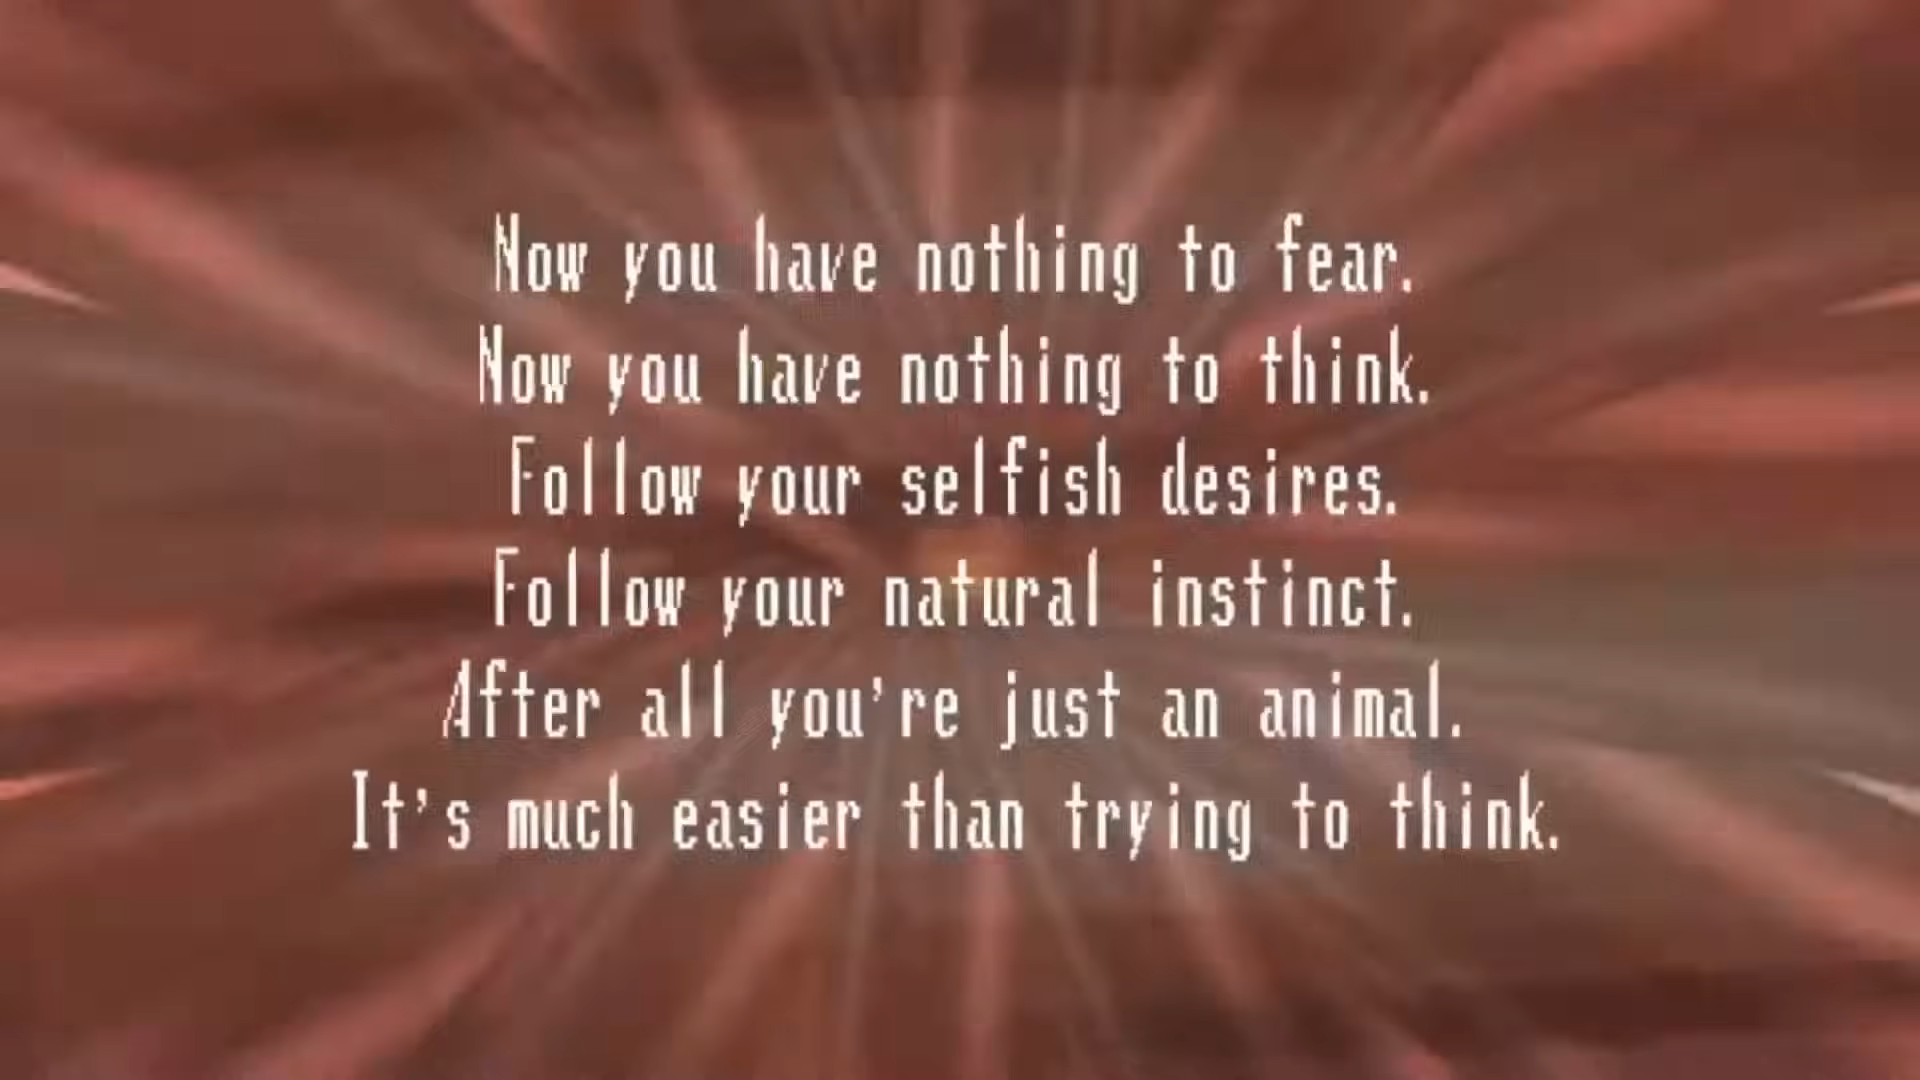 Now you have nothing to fear.
Now you have nothing to think.
Follow your selfish desires.
Follow your natural instinct.
After all you're just an animal.
It's much easier than trying to think.